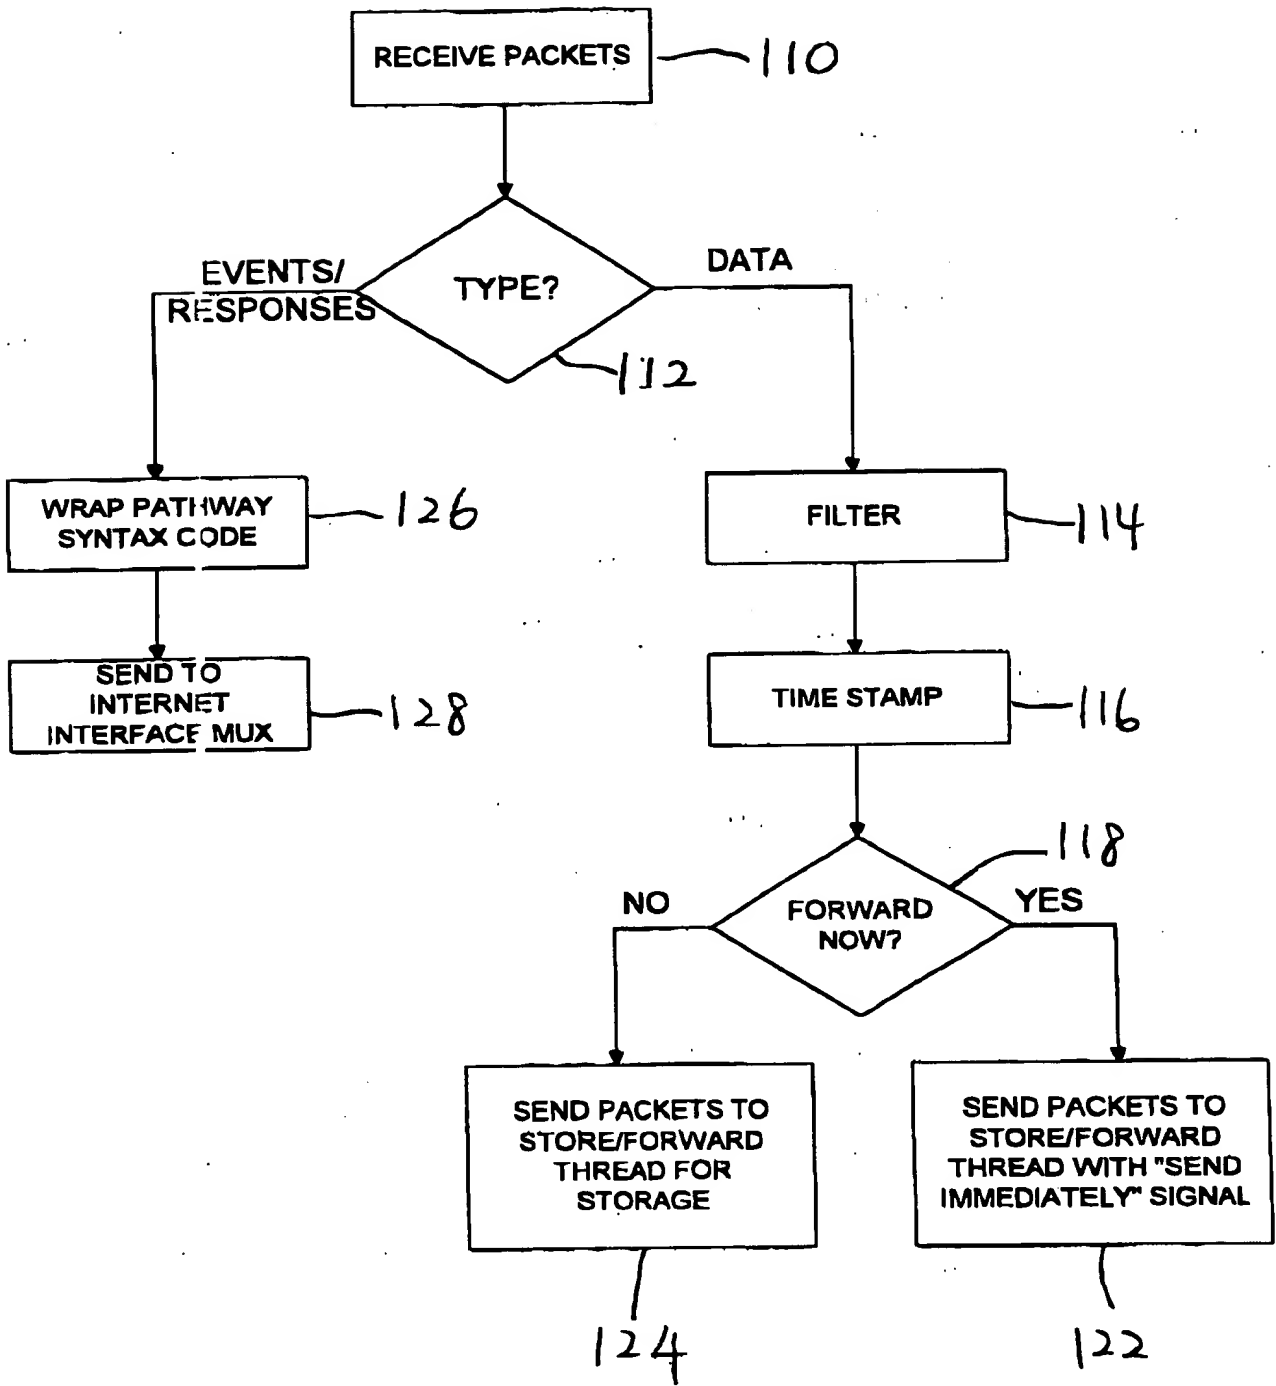 RECEIVE PACKETS
110
EVENTS/
RESPONSES
TYPE?
DATA
112
WRAP PATHWAY
SYNTAX CODE
126
FILTER
114
SEND TO
INTERNET
INTERFACE MUX
128
TIME STAMP
116
118
NO
FORWARD
NOW?
YES
SEND PACKETS TO
STORE/FORWARD
THREAD FOR
STORAGE
SEND PACKETS TO
STORE/FORWARD
THREAD WITH "SEND
IMMEDIATELY" SIGNAL
124
122